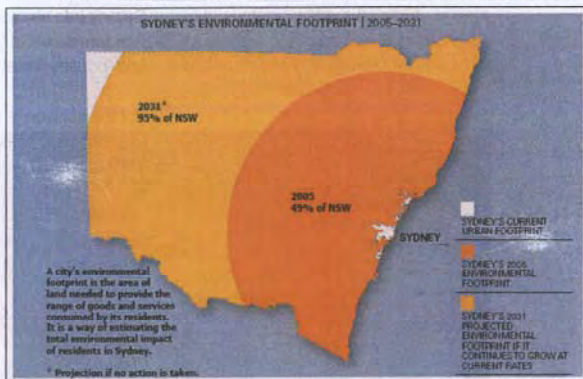 SYDNEY'S ENVIRONMENTAL FOOTPRINT | 2005–2031
2031*
95% of NSW
2005
49% of NSW
SYDNEY
A city's environmental
footprint is the area of
land needed to provide the
range of goods and services
consumed by its residents.
It is a way of estimating the
total environmental impact
of residents in Sydney.
* Projection if no action is taken.
SYDNEY'S CURRENT
URBAN FOOTPRINT
SYDNEY'S 2005
ENVIRONMENTAL
FOOTPRINT
SYDNEY'S 2031
PROJECTED
ENVIRONMENTAL
FOOTPRINT IF IT
CONTINUES TO GROW AT
CURRENT RATES